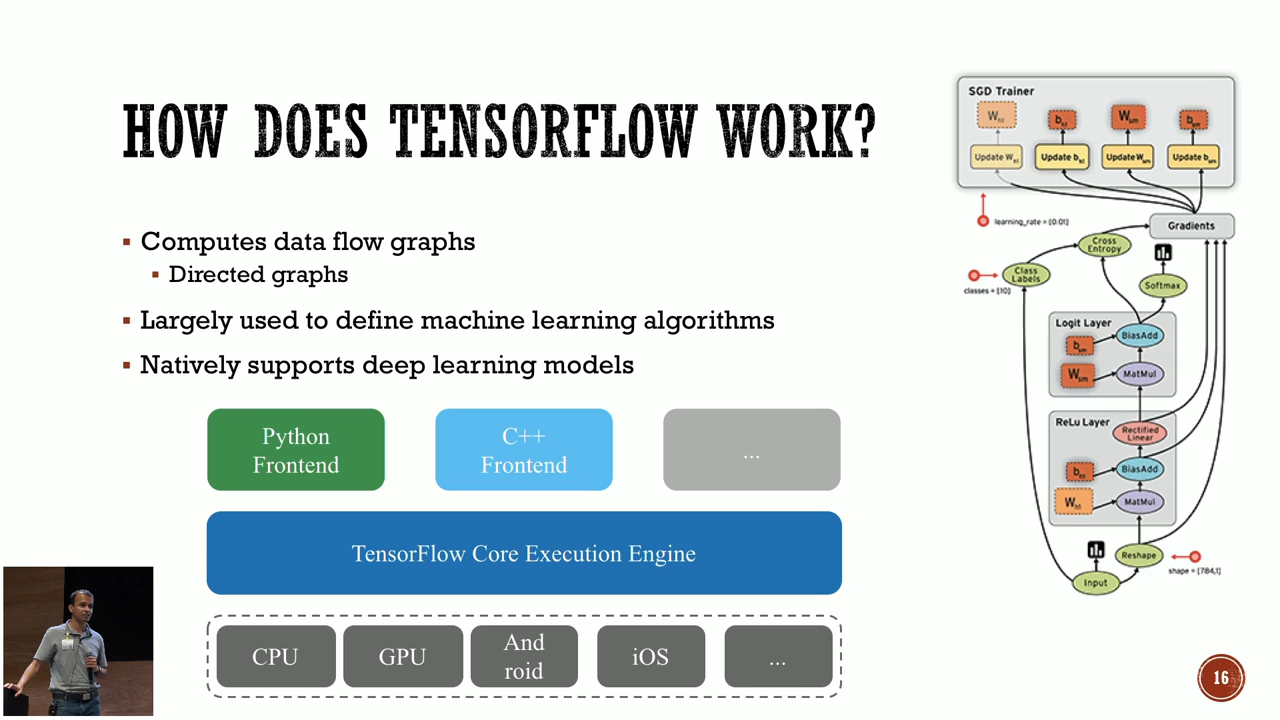 HOW DOES TENSORFLOW WORK?
▪ Computes data flow graphs
▪ Directed graphs
▪ Largely used to define machine learning algorithms
▪ Natively supports deep learning models
Python
Frontend
C++
Frontend
...
TensorFlow Core Execution Engine
CPU
GPU
And
roid
iOS
...
SGD Trainer
W
b
W
b
Update W
Update b
Update W
Update b
learning_rate = [0.01]
Gradients
Cross
Entropy
Class
Labels
classes = [10]
Softmax
Logit Layer
BiasAdd
b
W
MatMul
ReLu Layer
Rectified
Linear
b
BiasAdd
W
MatMul
Reshape
shape = [784,1]
Input
16